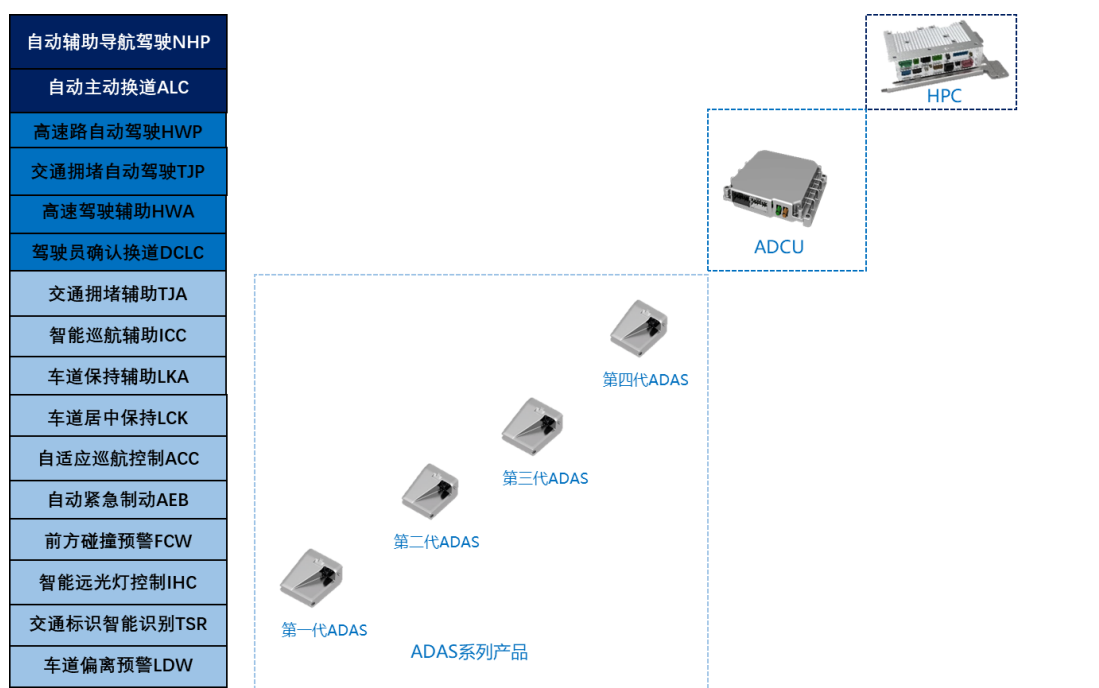 自动辅助导航驾驶NHP
自动主动换道ALC
高速路自动驾驶HWP
交通拥堵自动驾驶TJP
高速驾驶辅助HWA
驾驶员确认换道DCLC
交通拥堵辅助TJA
智能巡航辅助ICC
车道保持辅助LKA
车道居中保持LCK
自适应巡航控制ACC
自动紧急制动AEB
前方碰撞预警FCW
智能远光灯控制IHC
交通标识智能识别TSR
车道偏离预警LDW
HPC
ADCU
第四代ADAS
第三代ADAS
第二代ADAS
第一代ADAS
ADAS系列产品